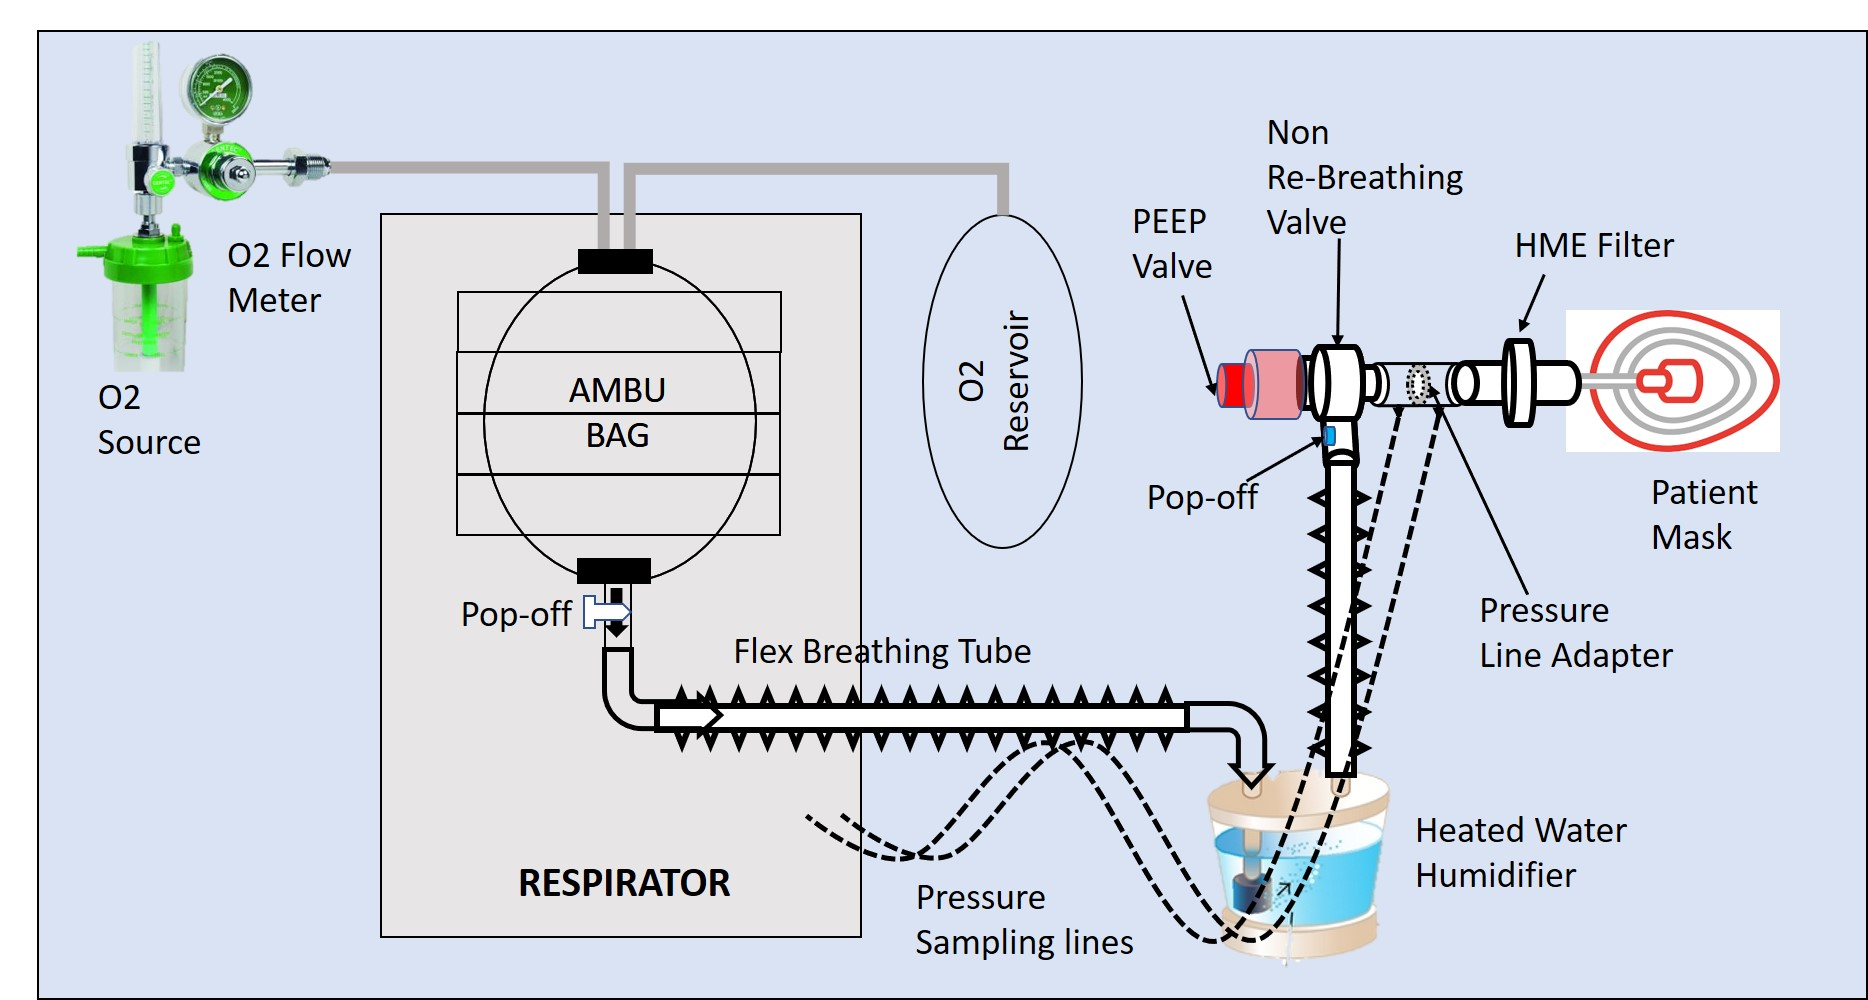 O2 Flow
Meter
O2
Source
AMBU
BAG
Pop-off
Flex Breathing Tube
RESPIRATOR
O2
Reservoir
Pressure
Sampling lines
PEEP
Valve
Non
Re-Breathing
Valve
HME Filter
Pop-off
Patient
Mask
Pressure
Line Adapter
Heated Water
Humidifier